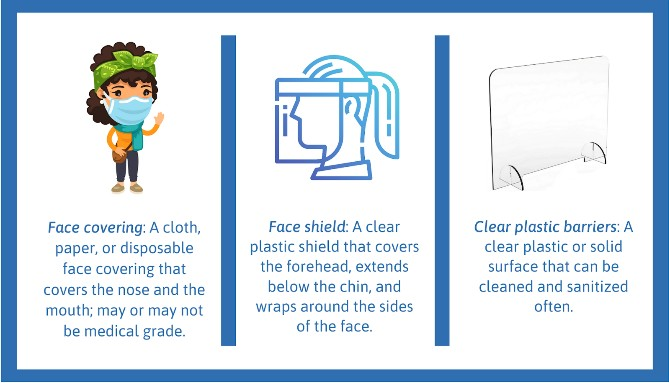 Face covering: A cloth,
paper, or disposable
face covering that
covers the nose and the
mouth; may or may not
be medical grade.
Face shield: A clear
plastic shield that covers
the forehead, extends
below the chin, and
wraps around the sides
of the face.
Clear plastic barriers: A
clear plastic or solid
surface that can be
cleaned and sanitized
often.